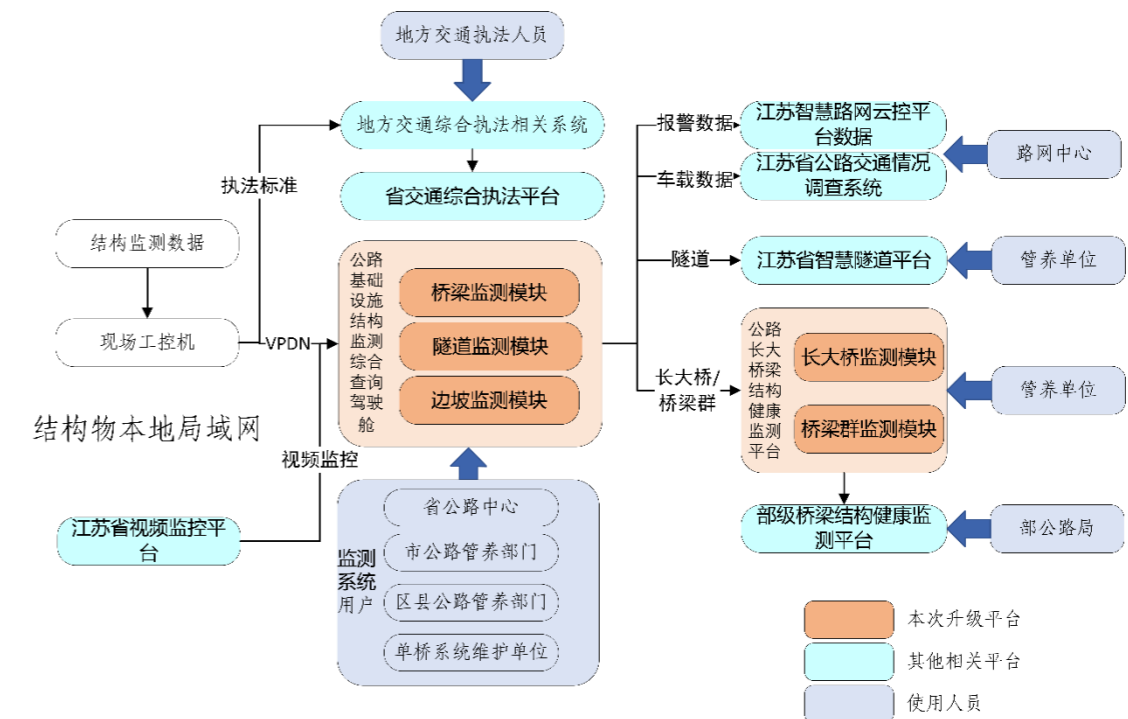 地方交通执法人员
地方交通综合执法相关系统
省交通综合执法平台
执法标准
结构监测数据
现场工控机
VPDN
结构物本地局域网
视频监控
江苏省视频监控平
台
公路
基础
设施
结构
监测
综合
查询
驾驶
舱
桥梁监测模块
隧道监测模块
边坡监测模块
监测
系统
用户
省公路中心
市公路管养部门
区县公路管养部门
单桥系统维护单位
报警数据
江苏智慧路网云控平
台数据
车载数据
江苏省公路交通情况
调查系统
路网中心
隧道
江苏省智慧隧道平台
管养单位
长大桥/
桥梁群
公路
长大
桥梁
结构
健康
监测
平台
长大桥监测模块
桥梁群监测模块
管养单位
部级桥梁结构健康监
测平台
部公路局
本次升级平台
其他相关平台
使用人员